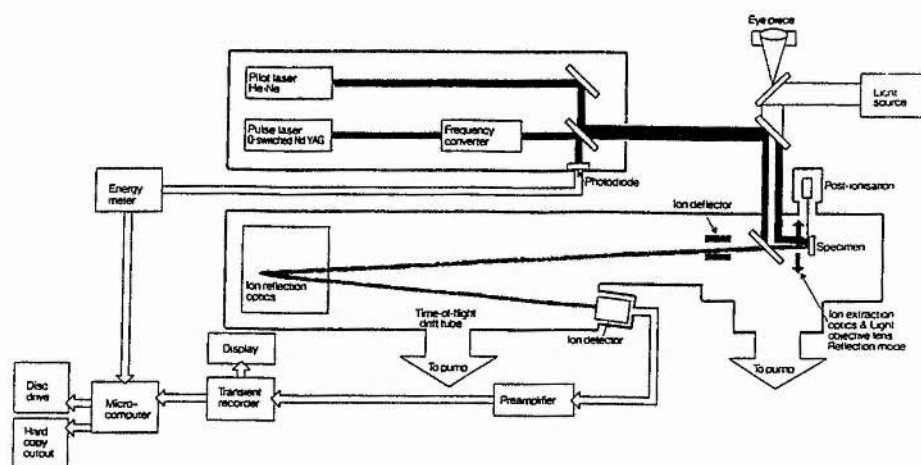 Eye piece
Pilot laser
He-Ne
Light
source
Pulse laser
Q-switched Nd YAG
Frequency
converter
Photodiode
Post-ionisation
Energy
meter
Ion deflector
Specimen
Ion reflection
optics
Time-of-flight
drift tube
Ion detector
Ion extraction
optics & Light
objective lens
Reflection mode
Display
To pump
To pump
Disc
drive
Micro-
computer
Transient
recorder
Preamplifier
Hard
copy
output